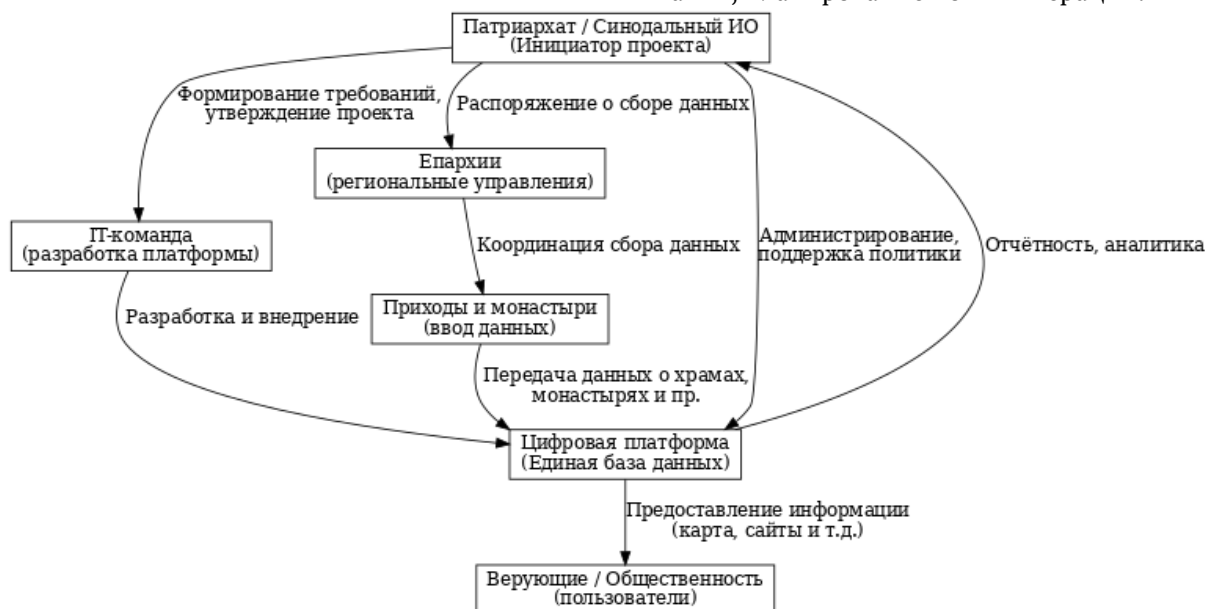 Патриархат / Синодальный ИО
(Инициатор проекта)
Формирование требований,
утверждение проекта
Распоряжение о сборе данных
Епархии
(региональные управления)
IT-команда
(разработка платформы)
Координация сбора данных
Администрирование,
поддержка политики
Отчётность, аналитика
Приходы и монастыри
(ввод данных)
Разработка и внедрение
Передача данных о храмах,
монастырях и пр.
Цифровая платформа
(Единая база данных)
Предоставление информации
(карта, сайты и т.д.)
Верующие / Общественность
(пользователи)